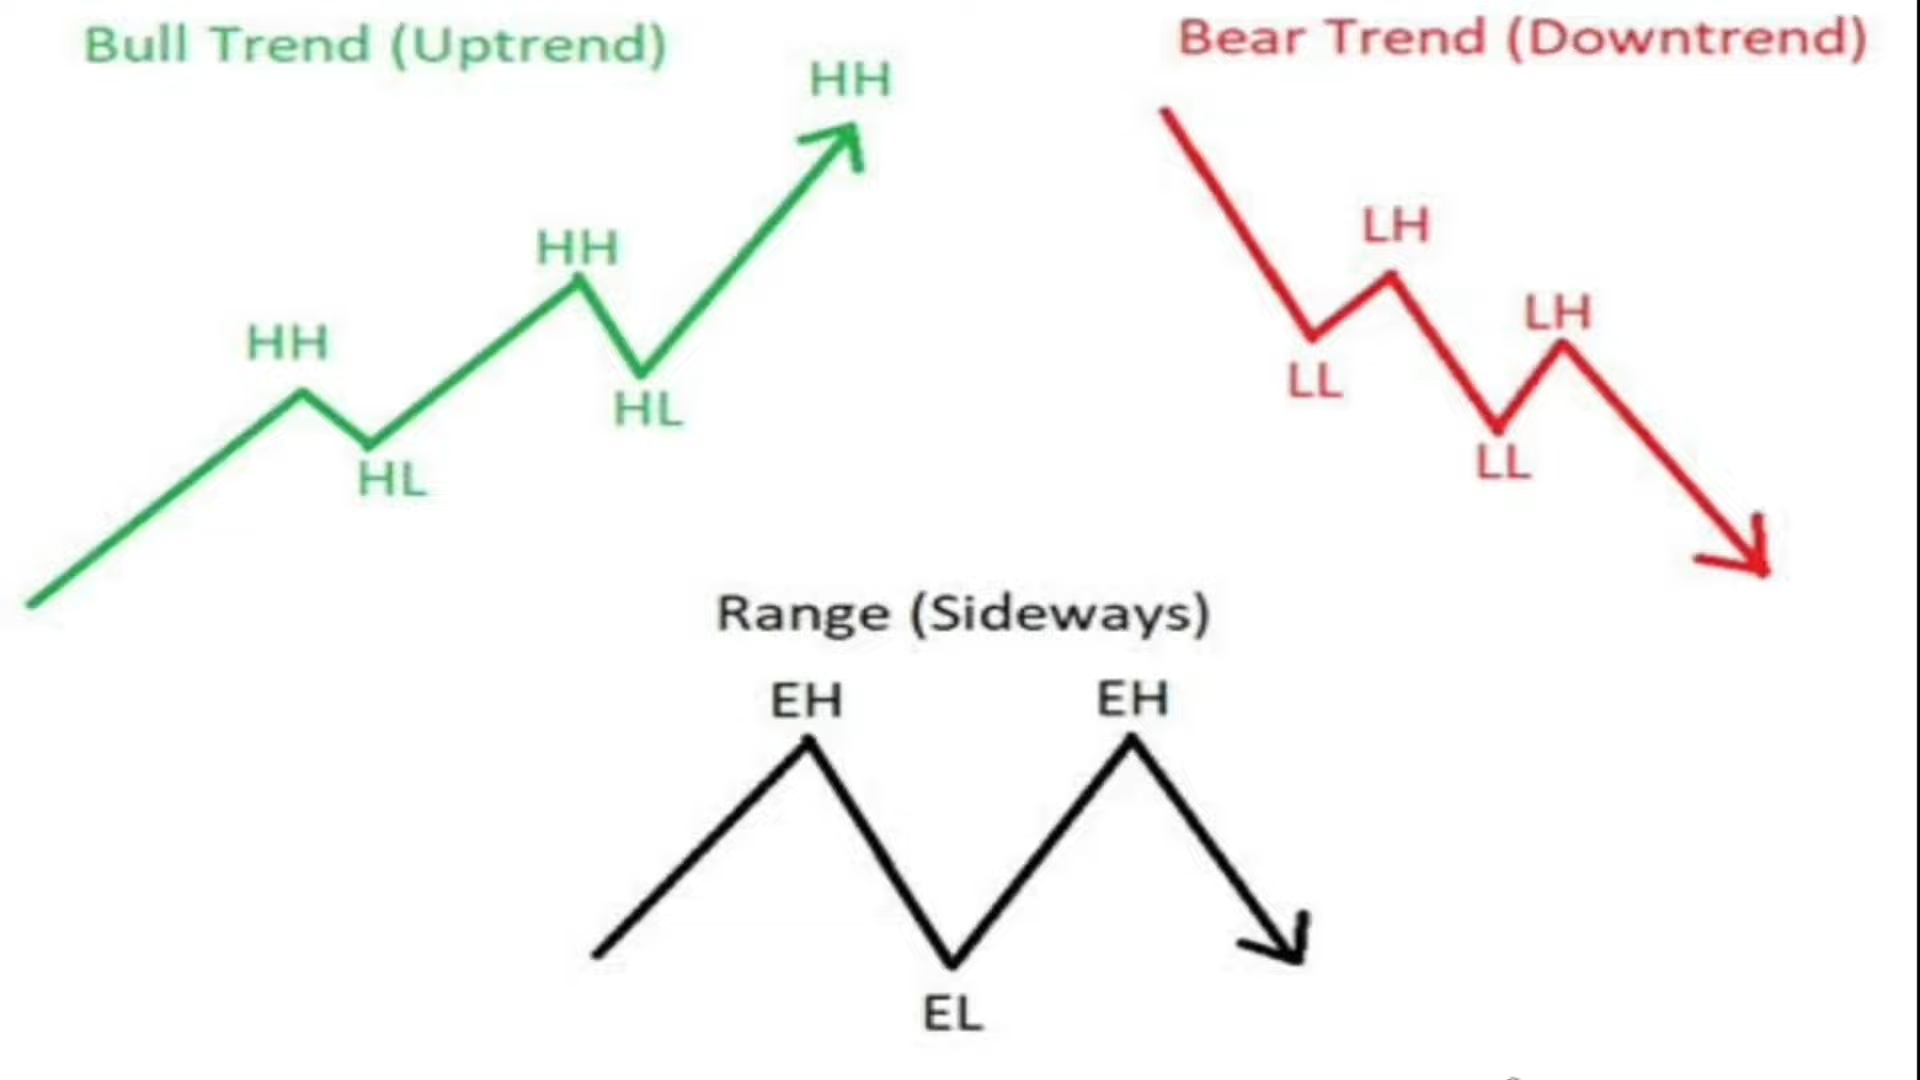 Bull Trend (Uptrend)
HH
HH
HH
HL
HL
Bear Trend (Downtrend)
LH
LH
LL
LL
Range (Sideways)
EH
EH
EL